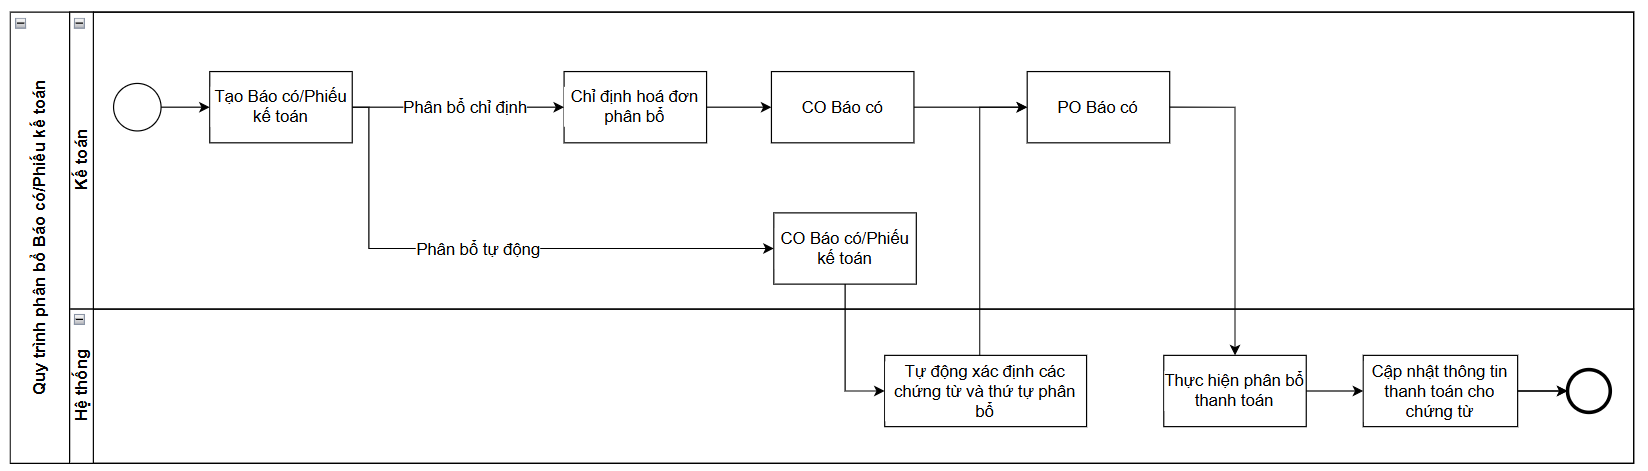 Quy trình phân bổ Báo có/Phiếu kế toán
Kế toán
Tạo Báo có/Phiếu
kế toán
Phân bổ chỉ định
Chỉ định hoá đơn
phân bổ
CO Báo có
PO Báo có
Phân bổ tự động
CO Báo có/Phiếu
kế toán
Hệ thống
Tự động xác định các
chứng từ và thứ tự phân
bổ
Thực hiện phân bổ
thanh toán
Cập nhật thông tin
thanh toán cho
chứng từ